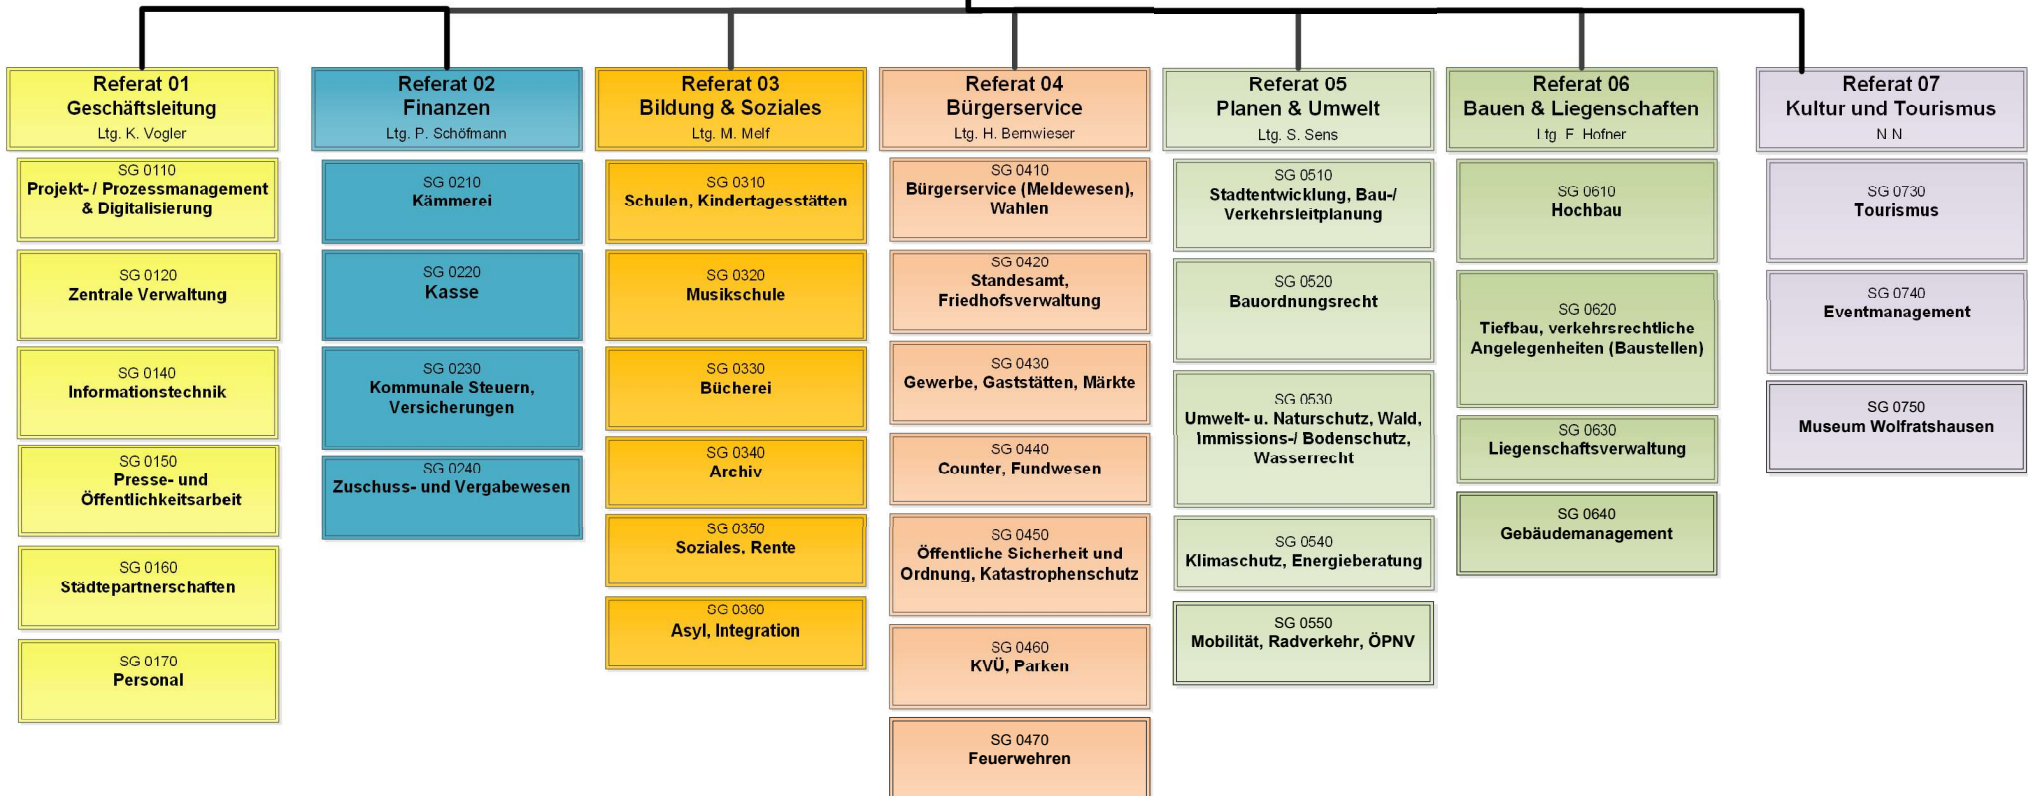 Referat 01
Geschäftsleitung
Ltg. K. Vogler
SG 0110
Projekt- / Prozessmanagement
& Digitalisierung
SG 0120
Zentrale Verwaltung
SG 0140
Informationstechnik
SG 0150
Presse- und
Öffentlichkeitsarbeit
SG 0160
Städtepartnerschaften
SG 0170
Personal
Referat 02
Finanzen
Ltg. P. Schöfmann
SG 0210
Kämmerei
SG 0220
Kasse
SG 0230
Kommunale Steuern,
Versicherungen
SG 0240
Zuschuss- und Vergabewesen
Referat 03
Bildung & Soziales
Ltg. M. Melf
SG 0310
Schulen, Kindertagesstätten
SG 0320
Musikschule
SG 0330
Bücherei
SG 0340
Archiv
SG 0350
Soziales, Rente
SG 0360
Asyl, Integration
Referat 04
Bürgerservice
Ltg. H. Bernwieser
SG 0410
Bürgerservice (Meldewesen),
Wahlen
SG 0420
Standesamt,
Friedhofsverwaltung
SG 0430
Gewerbe, Gaststätten, Märkte
SG 0440
Counter, Fundwesen
SG 0450
Öffentliche Sicherheit und
Ordnung, Katastrophenschutz
SG 0460
KVÜ, Parken
SG 0470
Feuerwehren
Referat 05
Planen & Umwelt
Ltg. S. Sens
SG 0510
Stadtentwicklung, Bau-/
Verkehrsleitplanung
SG 0520
Bauordnungsrecht
SG 0530
Umwelt- u. Naturschutz, Wald,
Immissions-/ Bodenschutz,
Wasserrecht
SG 0540
Klimaschutz, Energieberatung
SG 0550
Mobilität, Radverkehr, ÖPNV
Referat 06
Bauen & Liegenschaften
Ltg. F. Hofner
SG 0610
Hochbau
SG 0620
Tiefbau, verkehrsrechtliche
Angelegenheiten (Baustellen)
SG 0630
Liegenschaftsverwaltung
SG 0640
Gebäudemanagement
Referat 07
Kultur und Tourismus
N.N.
SG 0730
Tourismus
SG 0740
Eventmanagement
SG 0750
Museum Wolfratshausen